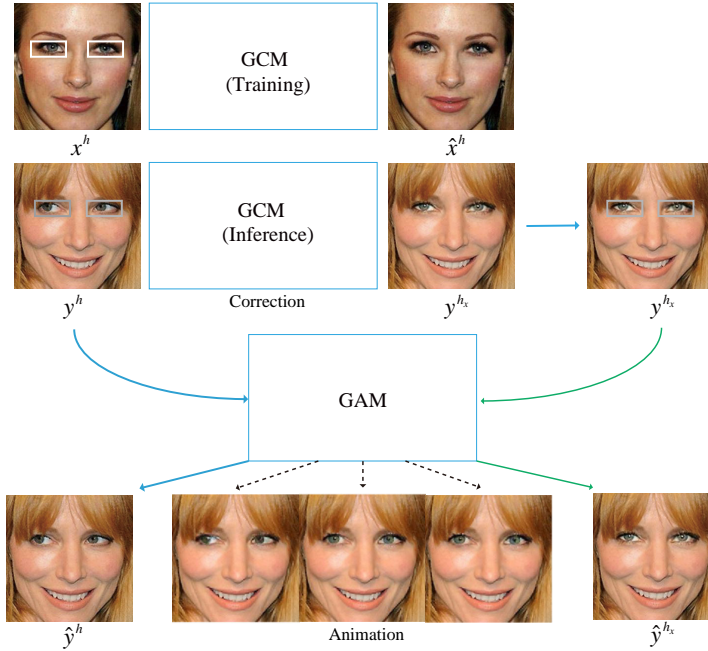 GCM
(Training)
x^h
x̂^h
GCM
(Inference)
y^h
Correction
y^{h_x}
y^{h_x}
GAM
ŷ^h
Animation
ŷ^{h_x}